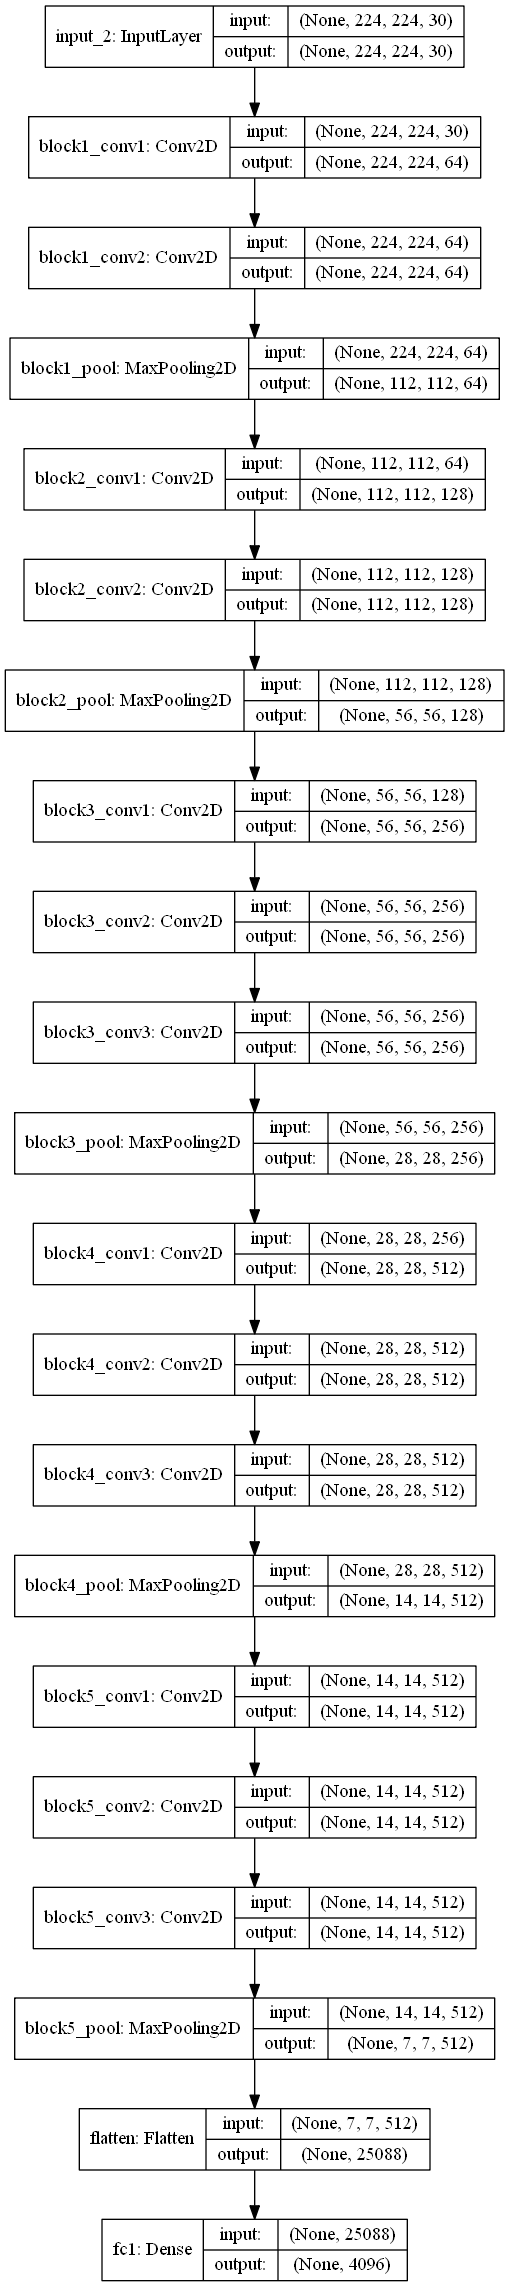 input_2: InputLayer
input: (None, 224, 224, 30)
output: (None, 224, 224, 30)
block1_conv1: Conv2D
input: (None, 224, 224, 30)
output: (None, 224, 224, 64)
block1_conv2: Conv2D
input: (None, 224, 224, 64)
output: (None, 224, 224, 64)
block1_pool: MaxPooling2D
input: (None, 224, 224, 64)
output: (None, 112, 112, 64)
block2_conv1: Conv2D
input: (None, 112, 112, 64)
output: (None, 112, 112, 128)
block2_conv2: Conv2D
input: (None, 112, 112, 128)
output: (None, 112, 112, 128)
block2_pool: MaxPooling2D
input: (None, 112, 112, 128)
output: (None, 56, 56, 128)
block3_conv1: Conv2D
input: (None, 56, 56, 128)
output: (None, 56, 56, 256)
block3_conv2: Conv2D
input: (None, 56, 56, 256)
output: (None, 56, 56, 256)
block3_conv3: Conv2D
input: (None, 56, 56, 256)
output: (None, 56, 56, 256)
block3_pool: MaxPooling2D
input: (None, 56, 56, 256)
output: (None, 28, 28, 256)
block4_conv1: Conv2D
input: (None, 28, 28, 256)
output: (None, 28, 28, 512)
block4_conv2: Conv2D
input: (None, 28, 28, 512)
output: (None, 28, 28, 512)
block4_conv3: Conv2D
input: (None, 28, 28, 512)
output: (None, 28, 28, 512)
block4_pool: MaxPooling2D
input: (None, 28, 28, 512)
output: (None, 14, 14, 512)
block5_conv1: Conv2D
input: (None, 14, 14, 512)
output: (None, 14, 14, 512)
block5_conv2: Conv2D
input: (None, 14, 14, 512)
output: (None, 14, 14, 512)
block5_conv3: Conv2D
input: (None, 14, 14, 512)
output: (None, 14, 14, 512)
block5_pool: MaxPooling2D
input: (None, 14, 14, 512)
output: (None, 7, 7, 512)
flatten: Flatten
input: (None, 7, 7, 512)
output: (None, 25088)
fc1: Dense
input: (None, 25088)
output: (None, 4096)